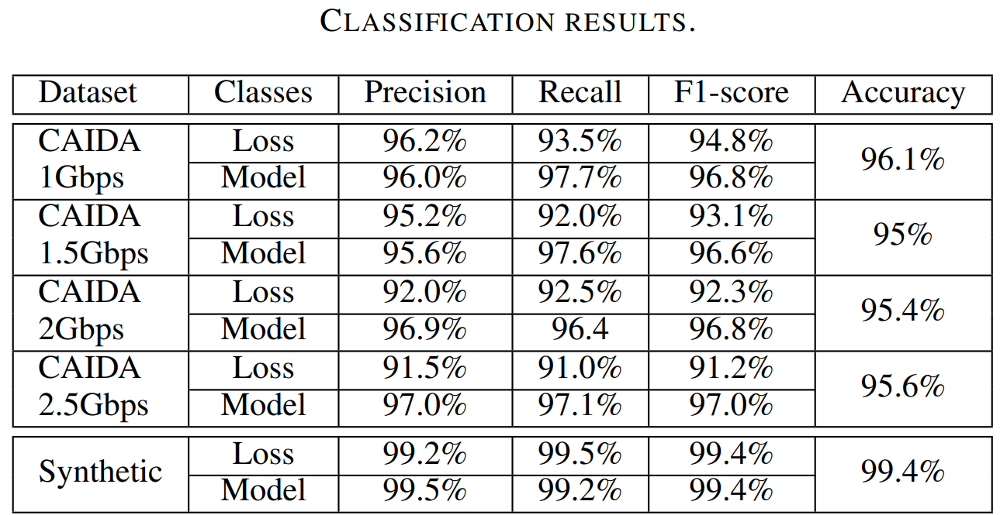 CLASSIFICATION RESULTS.
Dataset Classes Precision Recall F1-score Accuracy
CAIDA 1Gbps Loss 96.2% 93.5% 94.8% 96.1%
Model 96.0% 97.7% 96.8%
CAIDA 1.5Gbps Loss 95.2% 92.0% 93.1% 95%
Model 95.6% 97.6% 96.6%
CAIDA 2Gbps Loss 92.0% 92.5% 92.3% 95.4%
Model 96.9% 96.4 96.8%
CAIDA 2.5Gbps Loss 91.5% 91.0% 91.2% 95.6%
Model 97.0% 97.1% 97.0%
Synthetic Loss 99.2% 99.5% 99.4% 99.4%
Model 99.5% 99.2% 99.4%